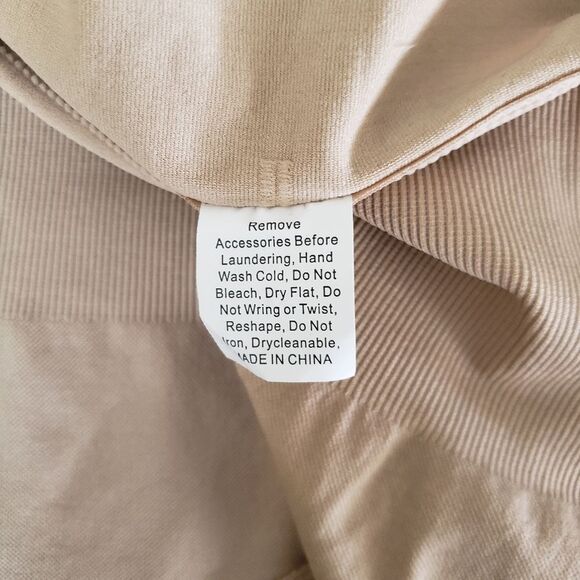 Remove
Accessories Before
Laundering, Hand
Wash Cold, Do Not
Bleach, Dry Flat, Do
Not Wring or Twist,
Reshape, Do Not
Iron, Drycleanable,
MADE IN CHINA